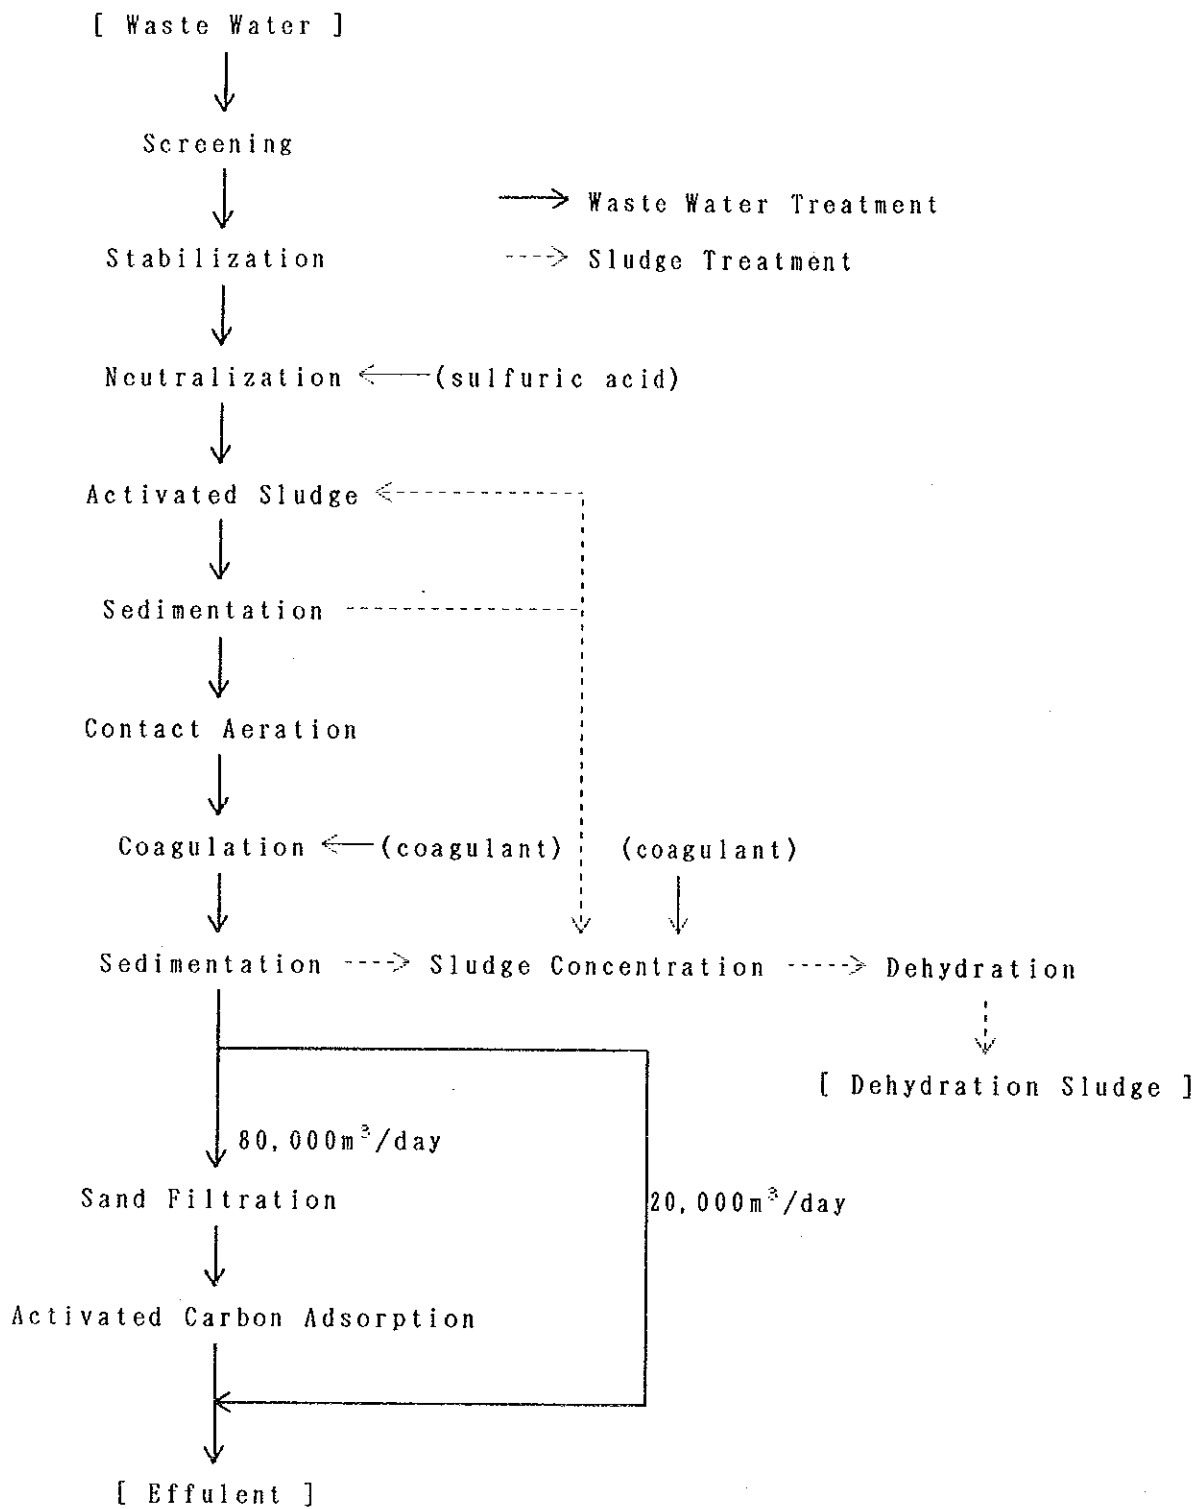 [ Waste Water ]
Screening
Waste Water Treatment
Stabilization
Sludge Treatment
Neutralization (sulfuric acid)
Activated Sludge
Sedimentation
Contact Aeration
Coagulation (coagulant) (coagulant)
Sedimentation Sludge Concentration Dehydration
[ Dehydration Sludge ]
80,000m³/day
Sand Filtration
20,000m³/day
Activated Carbon Adsorption
[ Effulent ]